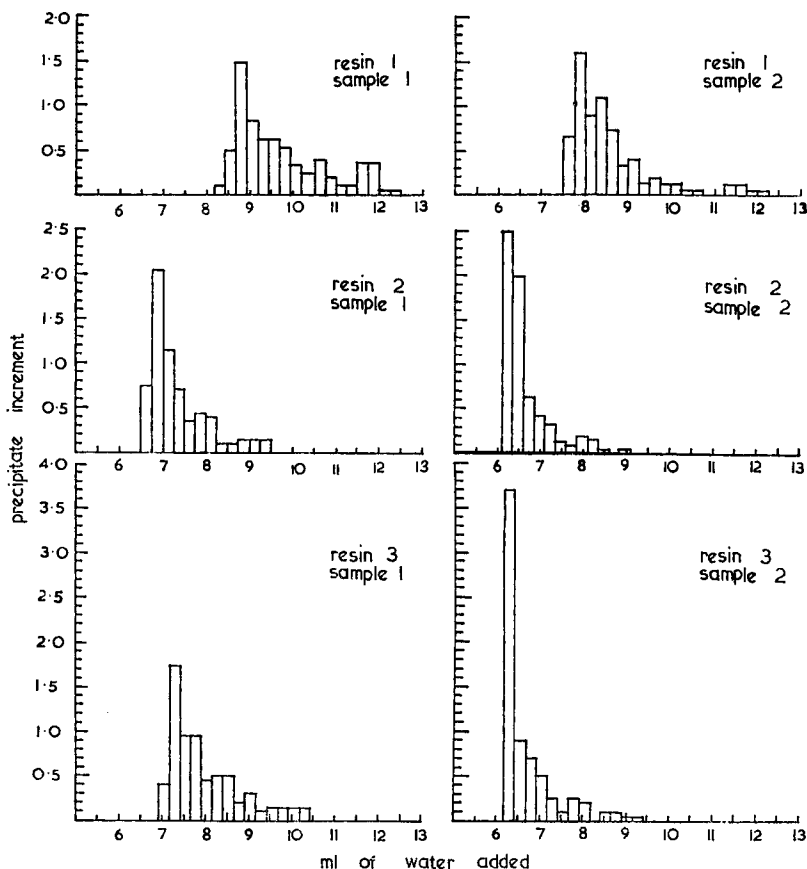 2.0
1.5
1.0
0.5
resin 1
sample 1
6 7 8 9 10 11 12 13
resin 1
sample 2
6 7 8 9 10 11 12 13
precipitate increment
2.5
2.0
1.5
1.0
0.5
resin 2
sample 1
6 7 8 9 10 11 12 13
resin 2
sample 2
6 7 8 9 10 11 12 13
4.0
3.5
3.0
2.5
2.0
1.5
1.0
0.5
resin 3
sample 1
6 7 8 9 10 11 12 13
resin 3
sample 2
6 7 8 9 10 11 12 13
ml of water added